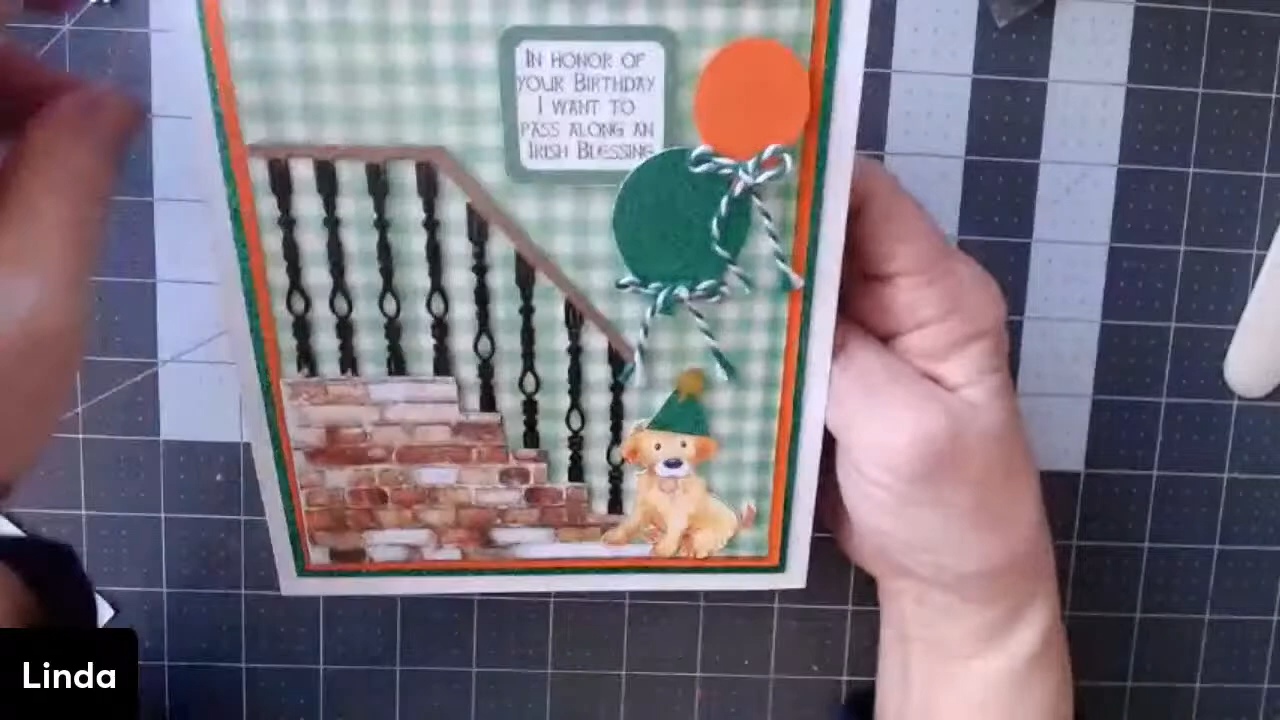 In honor of
your Birthday
I want to
pass along an
Irish Blessing
Linda